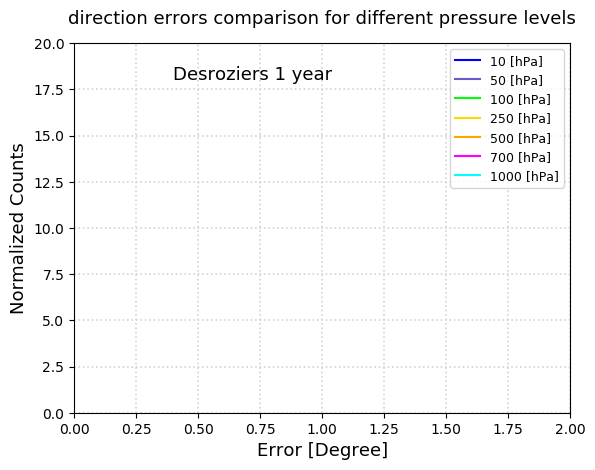 direction errors comparison for different pressure levels
Desroziers 1 year
10 [hPa]
50 [hPa]
100 [hPa]
250 [hPa]
500 [hPa]
700 [hPa]
1000 [hPa]
Normalized Counts
20.0
17.5
15.0
12.5
10.0
7.5
5.0
2.5
0.0
0.00 0.25 0.50 0.75 1.00 1.25 1.50 1.75 2.00
Error [Degree]